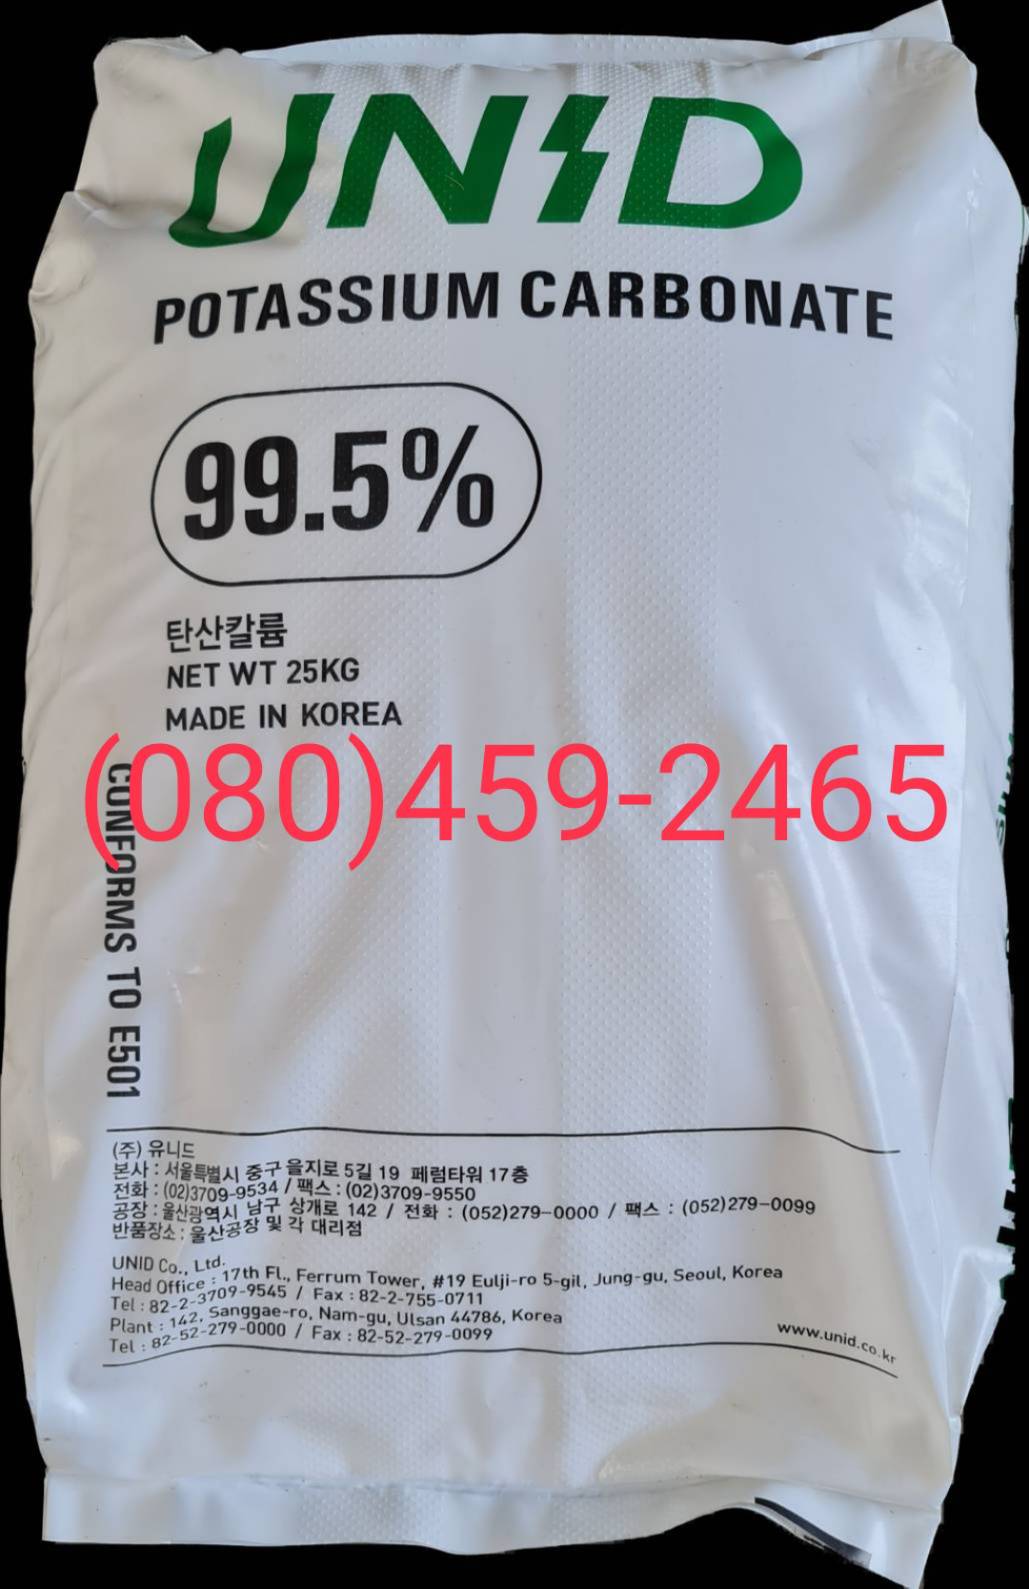 UNID
POTASSIUM CARBONATE
99.5%
탄산칼륨
NET WT 25KG
MADE IN KOREA
(080)459-2465
CONFORMS TO E501
(주) 유니드
본사 : 서울특별시 중구 을지로 5길 19 페럼타워 17층
전화 : (02)3709-9534 / 팩스 : (02)3709-9550
공장 : 울산광역시 남구 상개로 142 / 전화 : (052)279-0000 / 팩스 : (052)279-0099
반품장소 : 울산공장 및 각 대리점
UNID Co., Ltd.
Head Office : 17th Fl., Ferrum Tower, #19 Eulji-ro 5-gil, Jung-gu, Seoul, Korea
Tel : 82-2-3709-9545 / Fax : 82-2-755-0711
Plant : 142, Sanggae-ro, Nam-gu, Ulsan 44786, Korea
Tel : 82-52-279-0000 / Fax : 82-52-279-0099
www.unid.co.kr